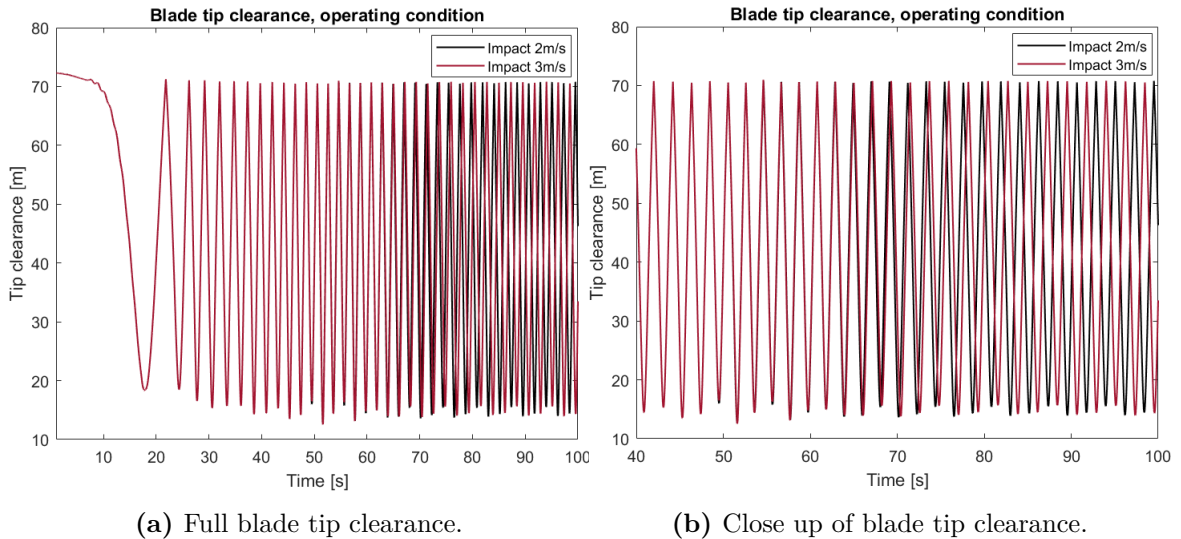 Blade tip clearance, operating condition
Impact 2m/s
Impact 3m/s
80
70
60
50
40
30
20
10
Tip clearance [m]
10 20 30 40 50 60 70 80 90 100
Time [s]
Blade tip clearance, operating condition
Impact 2m/s
Impact 3m/s
80
70
60
50
40
30
20
10
Tip clearance [m]
40 50 60 70 80 90 100
Time [s]
(a) Full blade tip clearance.
(b) Close up of blade tip clearance.